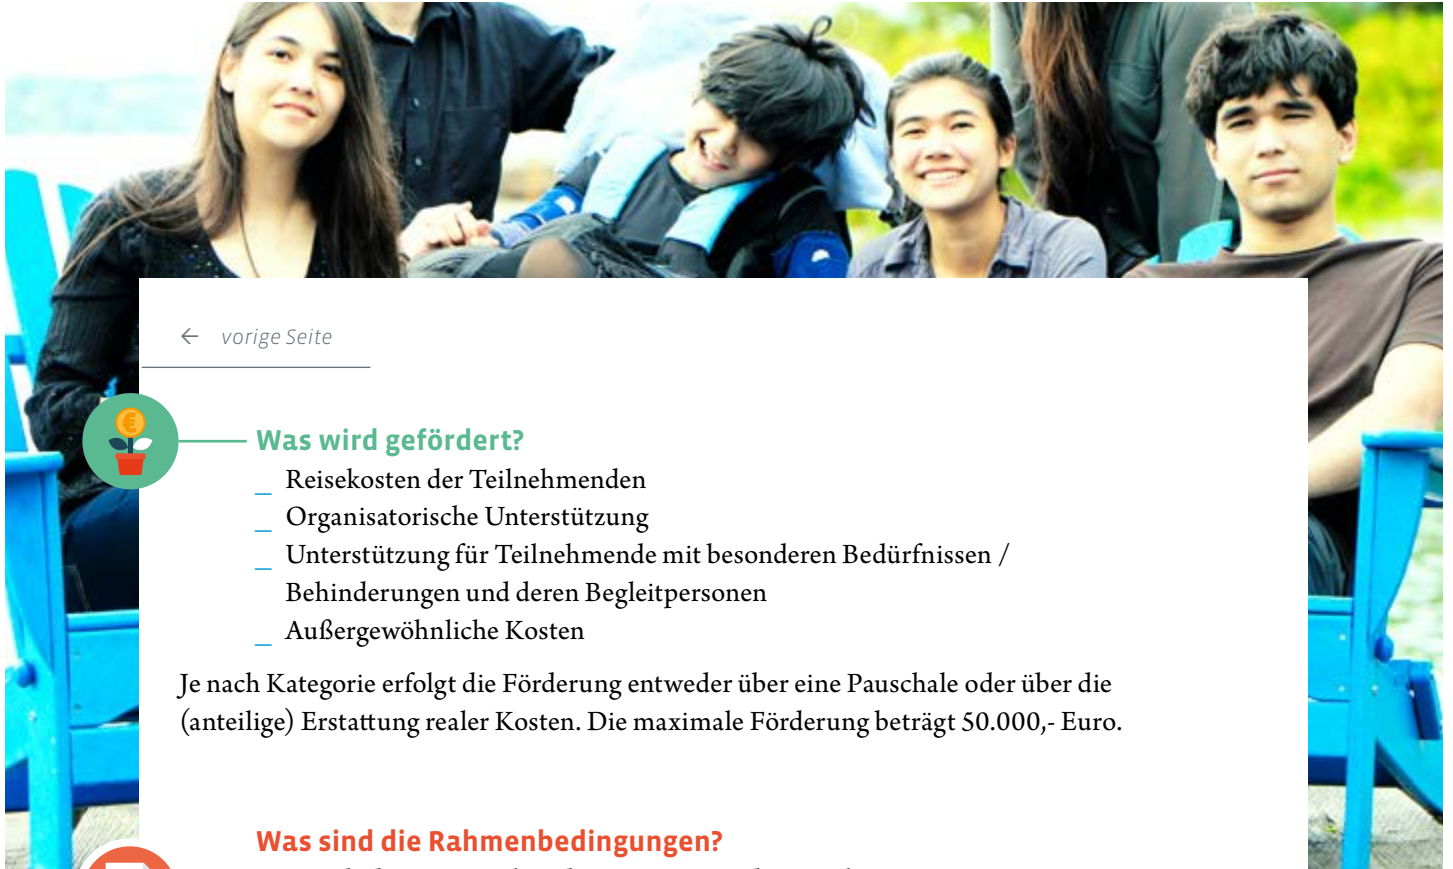 ← vorige Seite
Was wird gefördert?
_ Reisekosten der Teilnehmenden
_ Organisatorische Unterstützung
_ Unterstützung für Teilnehmende mit besonderen Bedürfnissen /
Behinderungen und deren Begleitpersonen
_ Außergewöhnliche Kosten
Je nach Kategorie erfolgt die Förderung entweder über eine Pauschale oder über die
(anteilige) Erstattung realer Kosten. Die maximale Förderung beträgt 50.000,- Euro.
Was sind die Rahmenbedingungen?